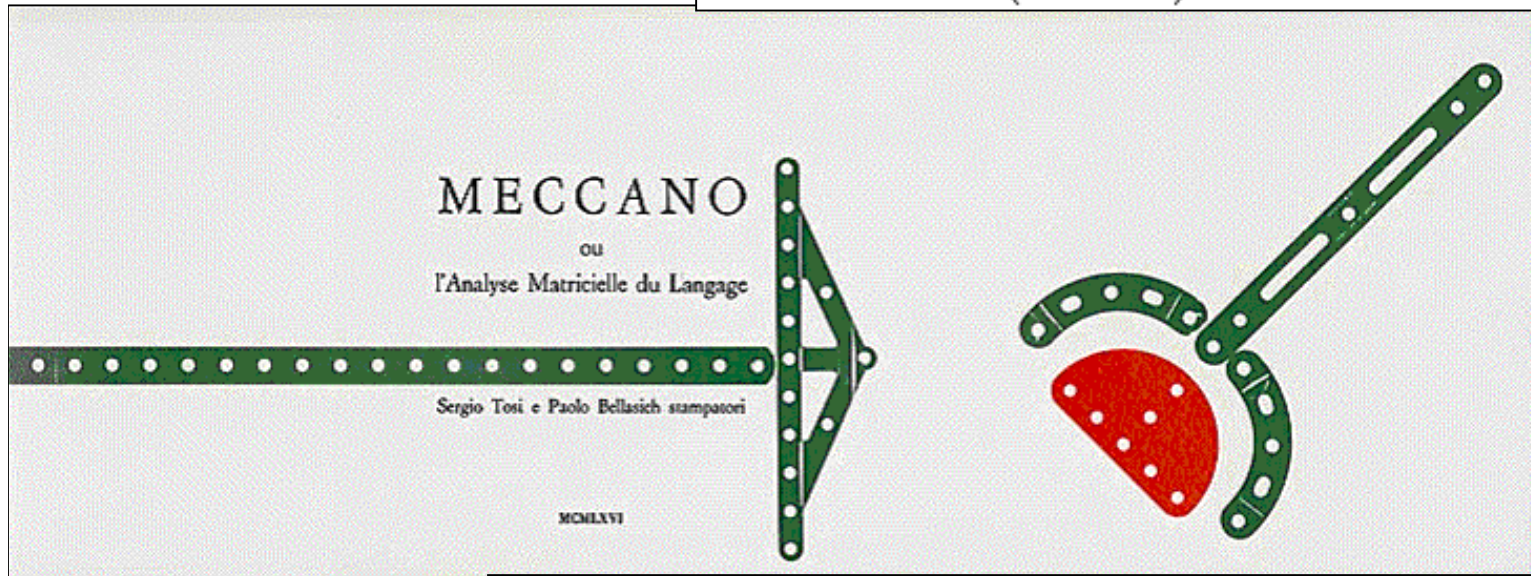 MECCANO
ou
l'Analyse Matricielle du Langage
Sergio Tosi e Paolo Bellasich stampatori
MCMLXVI